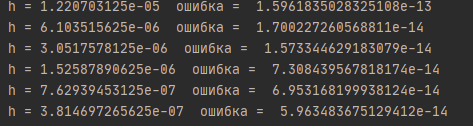 h = 1.220703125e-05 ошибка = 1.5961835028325108e-13
h = 6.103515625e-06 ошибка = 1.700227260568811e-14
h = 3.0517578125e-06 ошибка = 1.573344629183079e-14
h = 1.52587890625e-06 ошибка = 7.308439567818174e-14
h = 7.62939453125e-07 ошибка = 6.953168199938124e-14
h = 3.814697265625e-07 ошибка = 5.963483675129412e-14